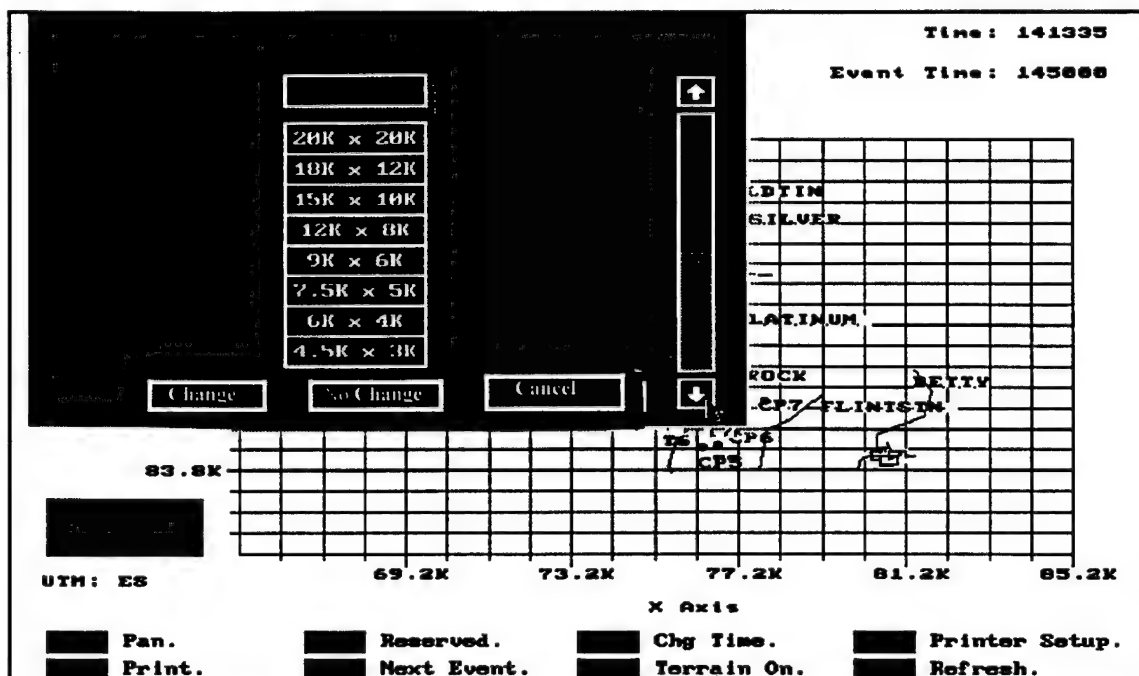 Time: 141335
Event Time: 145000
20K x 20K
18K x 12K
15K x 10K
12K x 8K
9K x 6K
7.5K x 5K
6K x 4K
4.5K x 3K
Change
No Change
Cancel
LDTIN
SILVER
LATINUM
ROCK
BETTY
CP7
FLINTSTN
CP6
CP5
83.8K
UTM: ES
69.2K 73.2K 77.2K 81.2K 85.2K
X Axis
Pan. Reserved. Chg Time. Printer Setup.
Print. Next Event. Terrain On. Refresh.